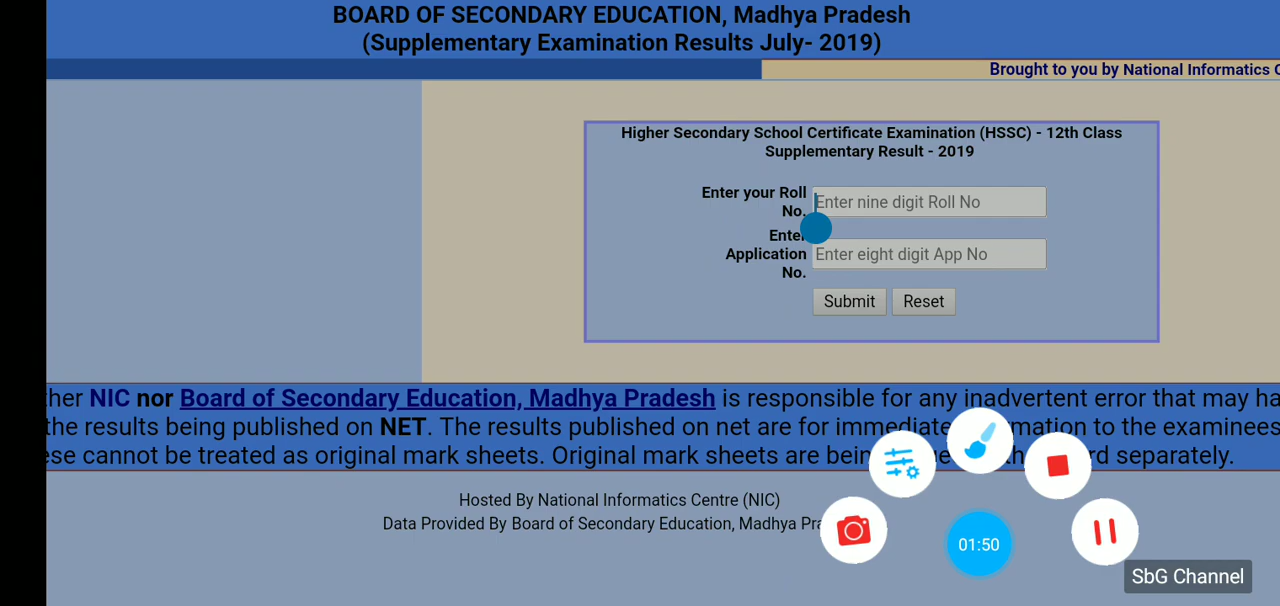 BOARD OF SECONDARY EDUCATION, Madhya Pradesh
(Supplementary Examination Results July- 2019)
Brought to you by National Informatics
Higher Secondary School Certificate Examination (HSSC) - 12th Class
Supplementary Result - 2019
Enter your Roll No.
Enter nine digit Roll No
Enter Application No.
Enter eight digit App No
Submit Reset
NIC nor Board of Secondary Education, Madhya Pradesh is responsible for any inadvertent error that may
the results being published on NET. The results published on net are for immediate to the examinees
cannot be treated as original mark sheets. Original mark sheets are separately.
Hosted By National Informatics Centre (NIC)
Data Provided By Board of Secondary Education, Madhya
01:50
SbG Channel